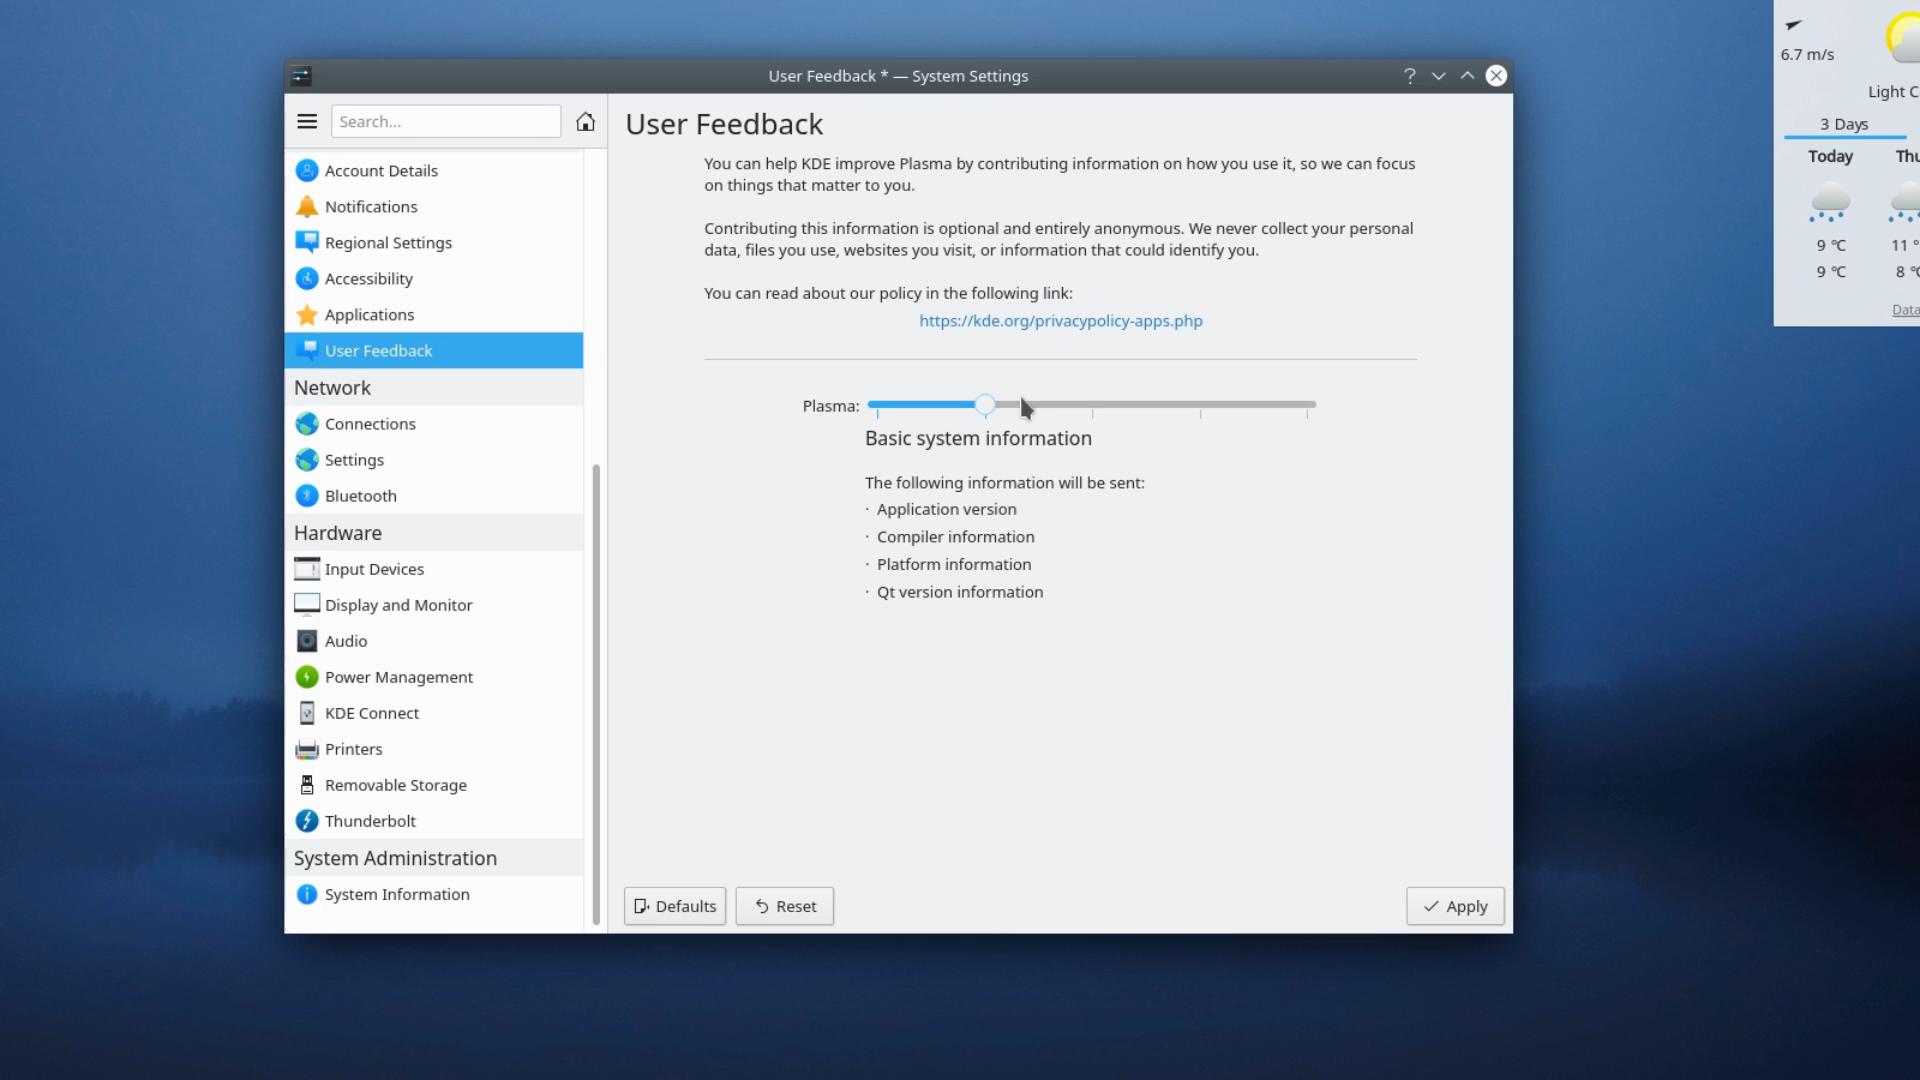 User Feedback * — System Settings
Search...
Account Details
Notifications
Regional Settings
Accessibility
Applications
User Feedback
Network
Connections
Settings
Bluetooth
Hardware
Input Devices
Display and Monitor
Audio
Power Management
KDE Connect
Printers
Removable Storage
Thunderbolt
System Administration
System Information
User Feedback
You can help KDE improve Plasma by contributing information on how you use it, so we can focus
on things that matter to you.
Contributing this information is optional and entirely anonymous. We never collect your personal
data, files you use, websites you visit, or information that could identify you.
You can read about our policy in the following link:
https://kde.org/privacypolicy-apps.php
Plasma:
Basic system information
The following information will be sent:
· Application version
· Compiler information
· Platform information
· Qt version information
Defaults
Reset
Apply
6.7 m/s
Light C
3 Days
Today Thu
9 °C 11 °
9 °C 8 °C
Data